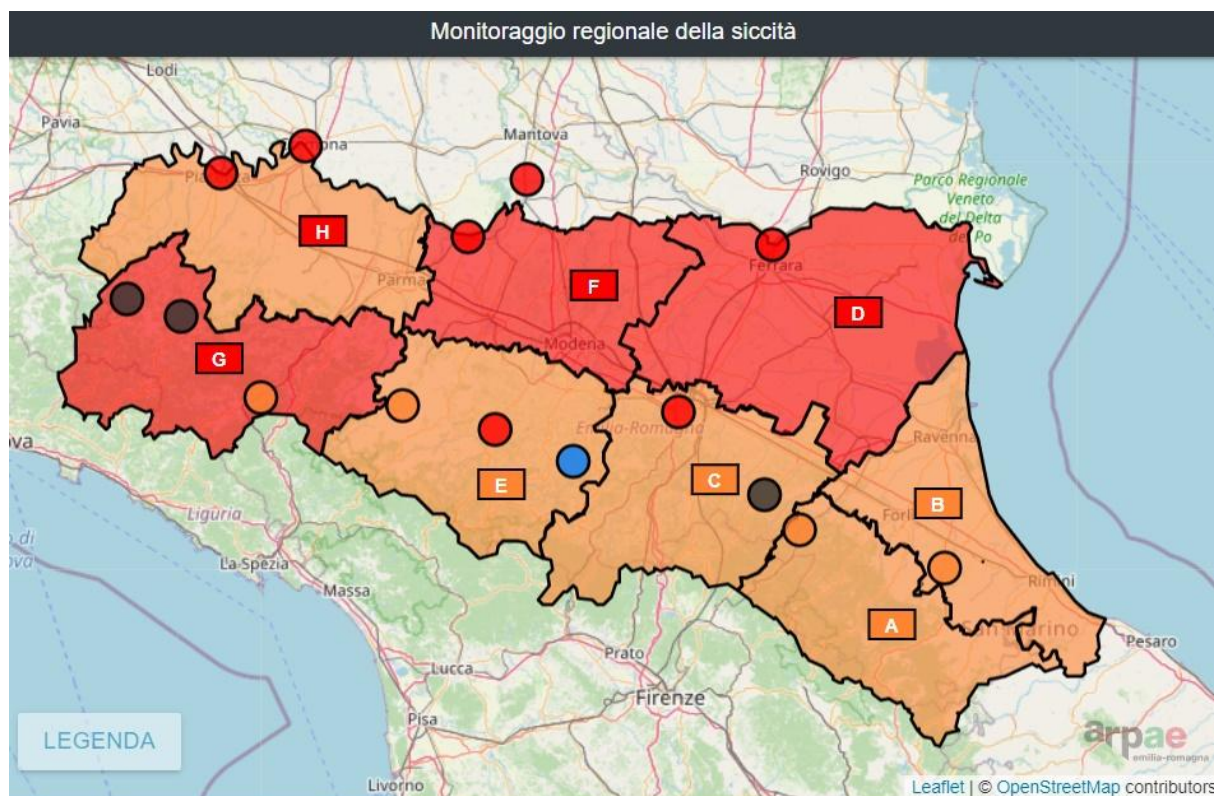 Monitoraggio regionale della siccità
Lodi
Pavia
Mantova
Rovigo
Parco Regionale
Veneto
del Delta
del Po
H
Parma
Ferrara
F
D
Modena
G
Emilia-Romagna
Ravenna
E
C
B
Liguria
La Spezia
Massa
Rimini
A
San Marino
Pesaro
Prato
Lucca
Firenze
Pisa
LEGENDA
arpae
emilia-romagna
Livorno
Leaflet | © OpenStreetMap contributors